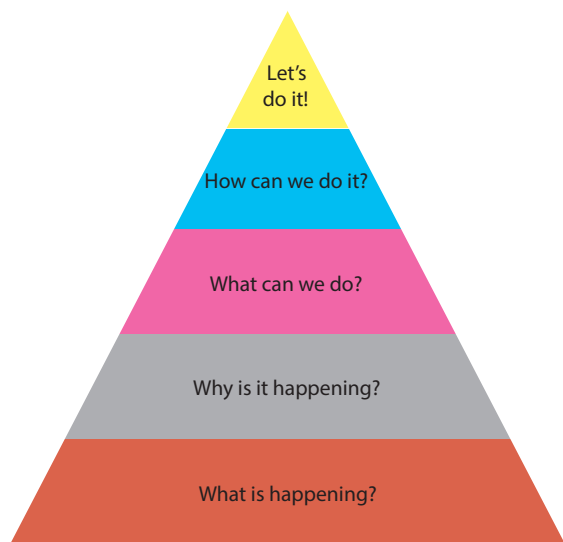 Let’s
do it!
How can we do it?
What can we do?
Why is it happening?
What is happening?